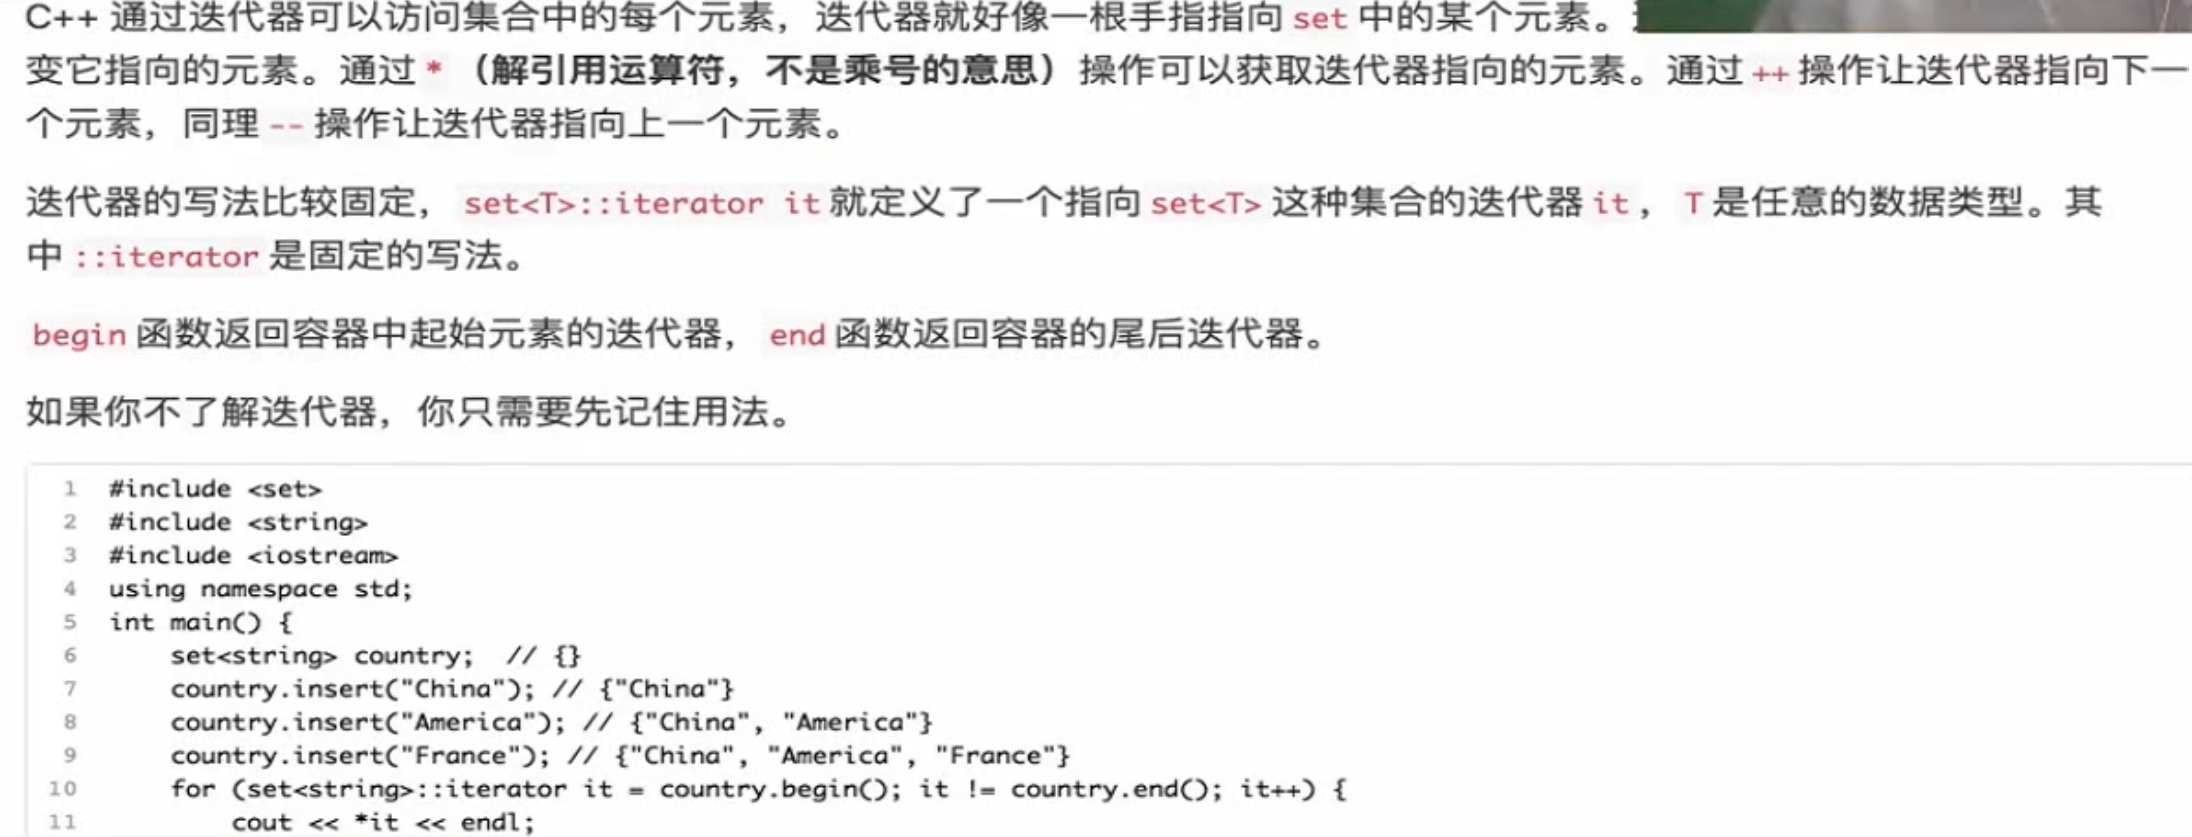 C++ 通过迭代器可以访问集合中的每个元素，迭代器就好像一根手指指向 set 中的某个元素。
变它指向的元素。通过 *（解引用运算符，不是乘号的意思）操作可以获取迭代器指向的元素。通过 ++ 操作让迭代器指向下一
个元素，同理 -- 操作让迭代器指向上一个元素。
迭代器的写法比较固定， set<T>::iterator it 就定义了一个指向 set<T> 这种集合的迭代器 it ， T 是任意的数据类型。其
中 ::iterator 是固定的写法。
begin 函数返回容器中起始元素的迭代器， end 函数返回容器的尾后迭代器。
如果你不了解迭代器，你只需要先记住用法。
1 #include <set>
2 #include <string>
3 #include <iostream>
4 using namespace std;
5 int main() {
6 set<string> country; // {}
7 country.insert("China"); // {"China"}
8 country.insert("America"); // {"China", "America"}
9 country.insert("France"); // {"China", "America", "France"}
10 for (set<string>::iterator it = country.begin(); it != country.end(); it++) {
11 cout << *it << endl;